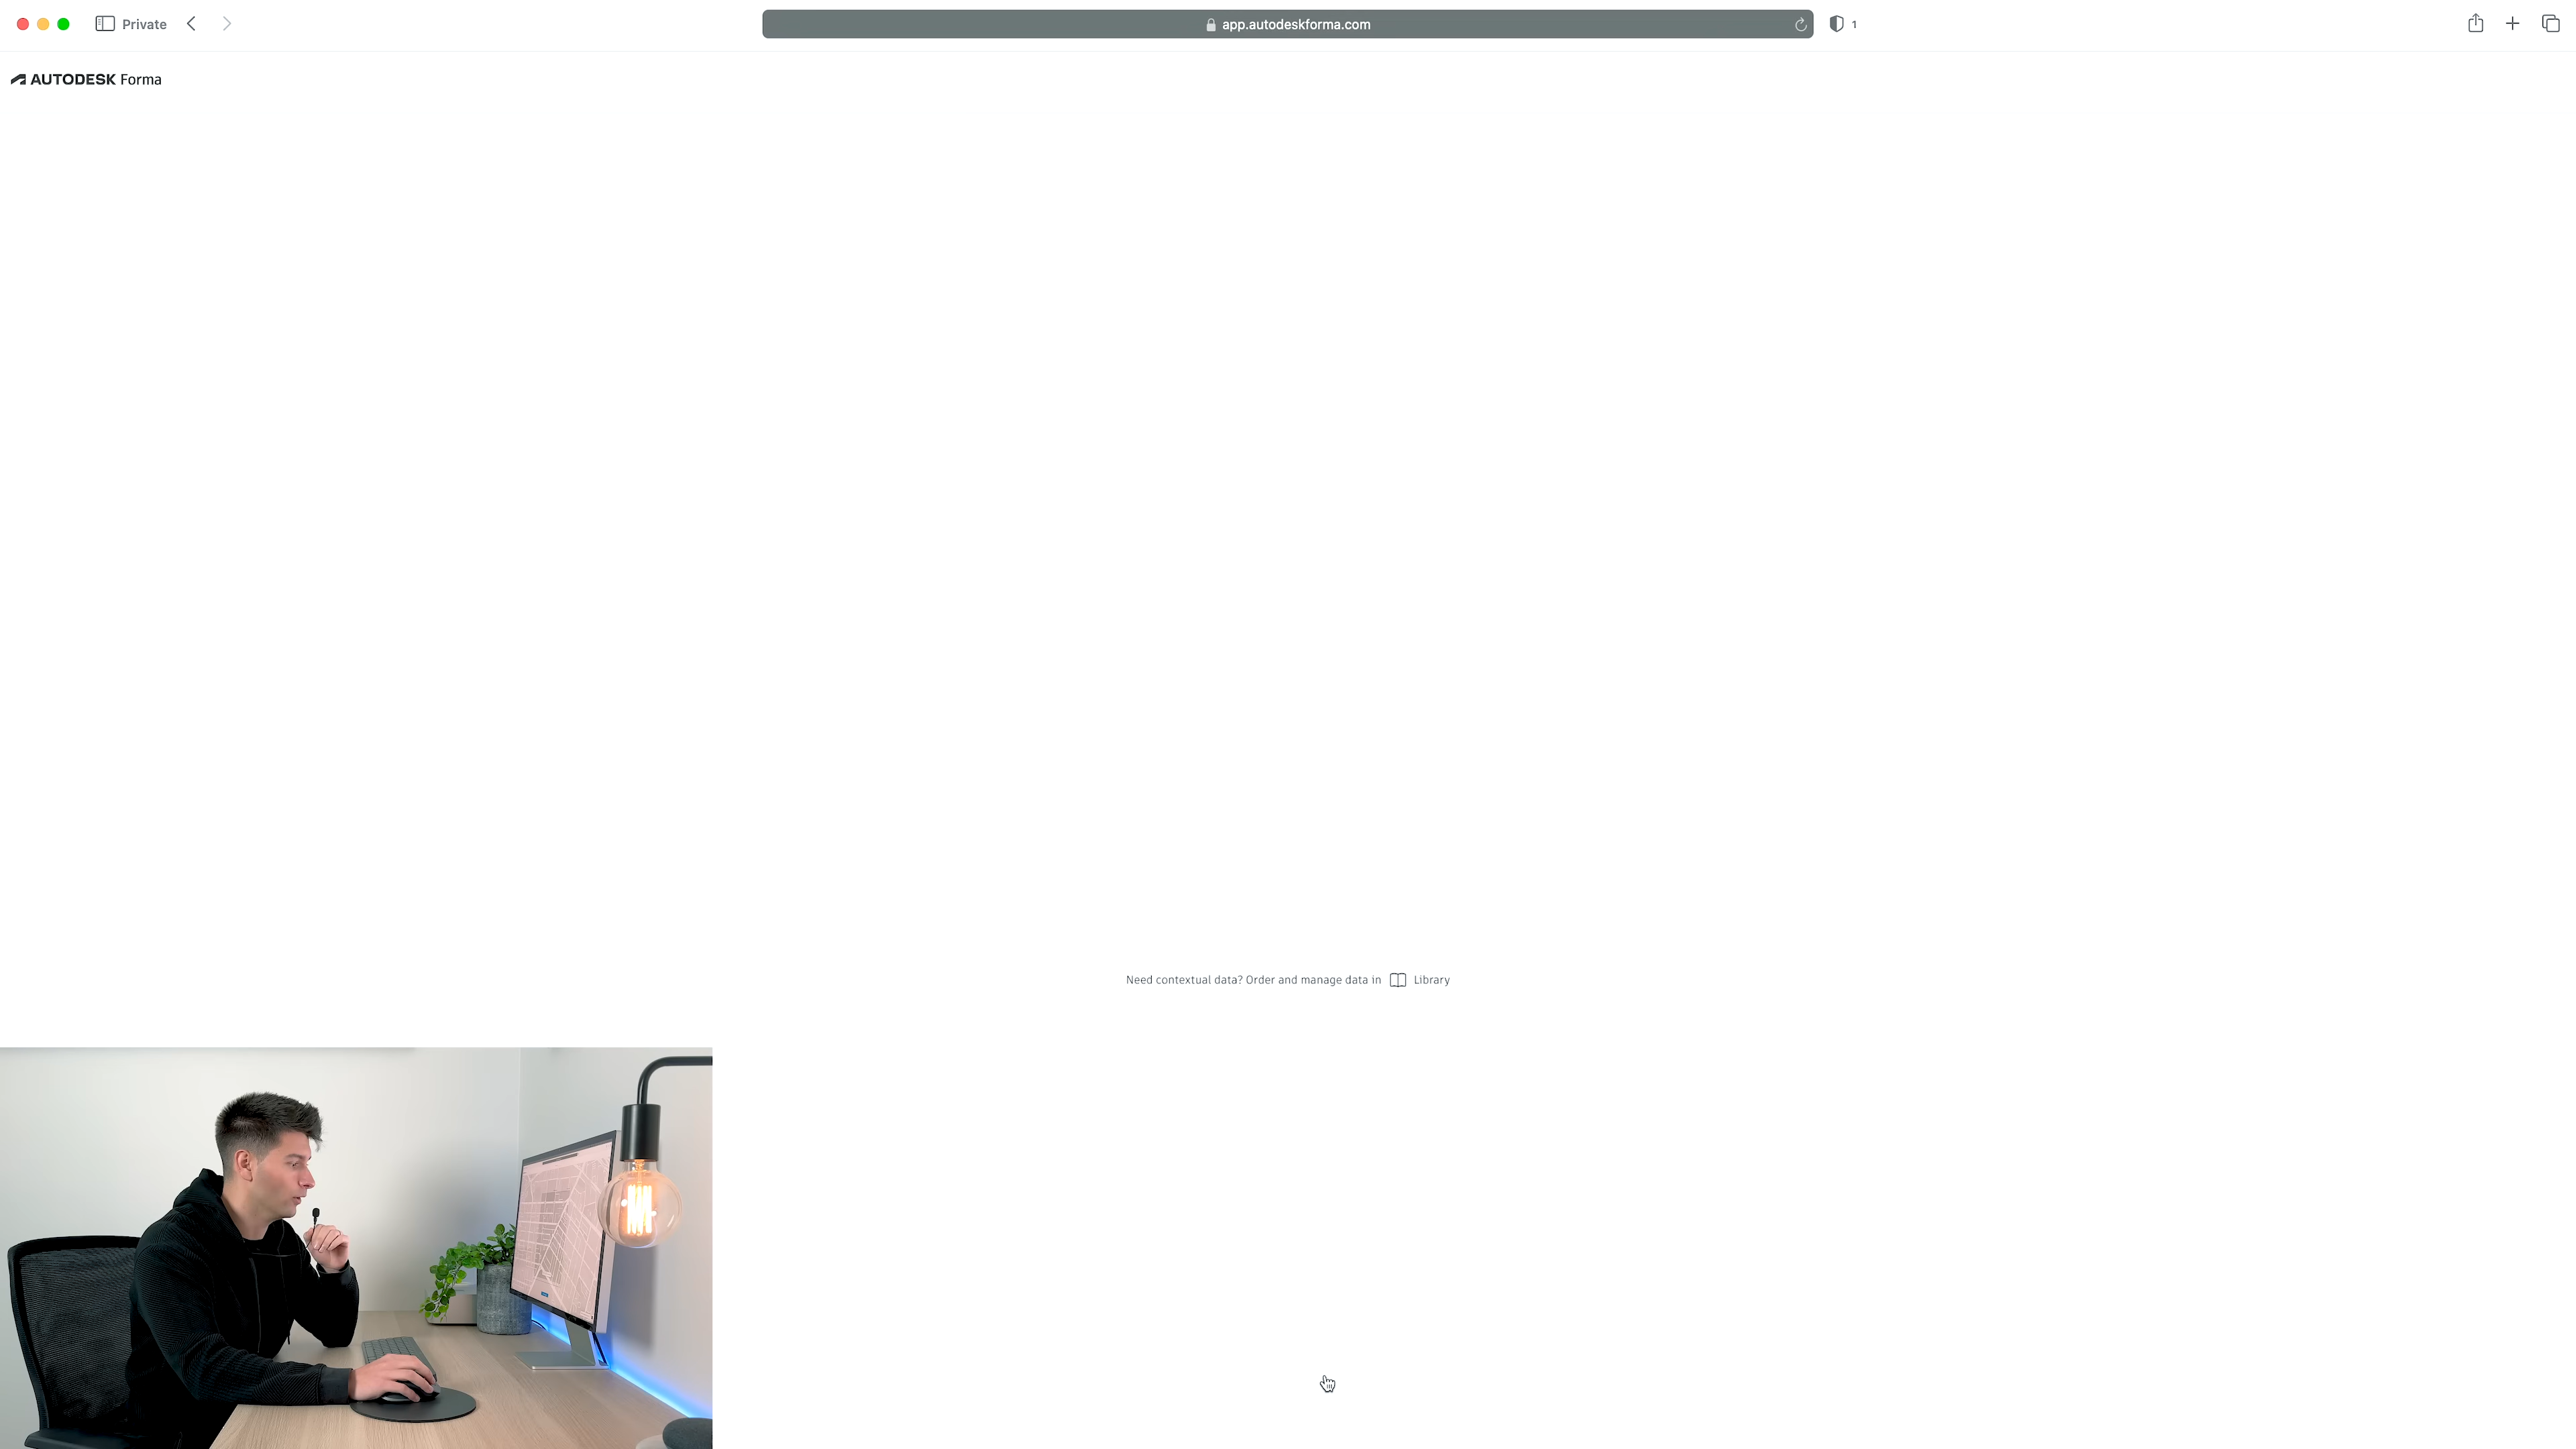 Private
app.autodeskforma.com
1
AUTODESK Forma
Need contextual data? Order and manage data in Library